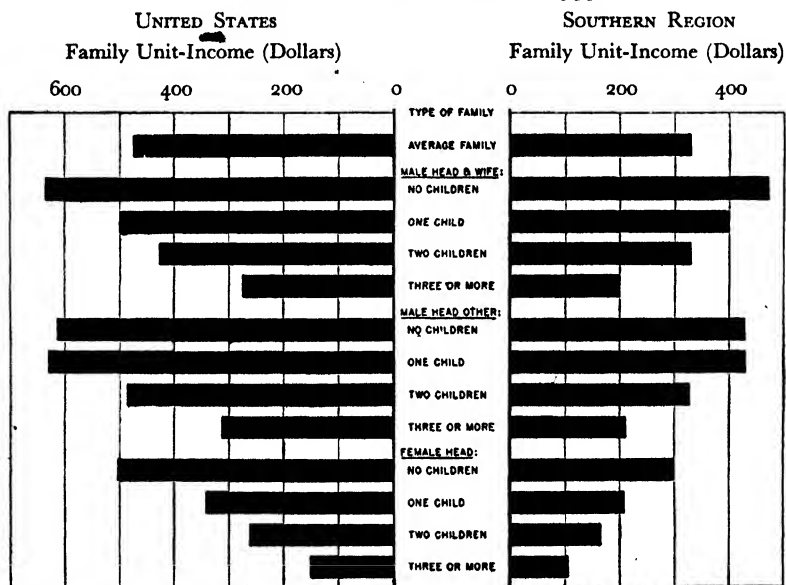 UNITED STATES
Family Unit-Income (Dollars)
SOUTHERN REGION
Family Unit-Income (Dollars)
600 400 200 0
0 200 400
TYPE OF FAMILY
AVERAGE FAMILY
MALE HEAD & WIFE:
NO CHILDREN
ONE CHILD
TWO CHILDREN
THREE OR MORE
MALE HEAD OTHER:
NO CHILDREN
ONE CHILD
TWO CHILDREN
THREE OR MORE
FEMALE HEAD:
NO CHILDREN
ONE CHILD
TWO CHILDREN
THREE OR MORE